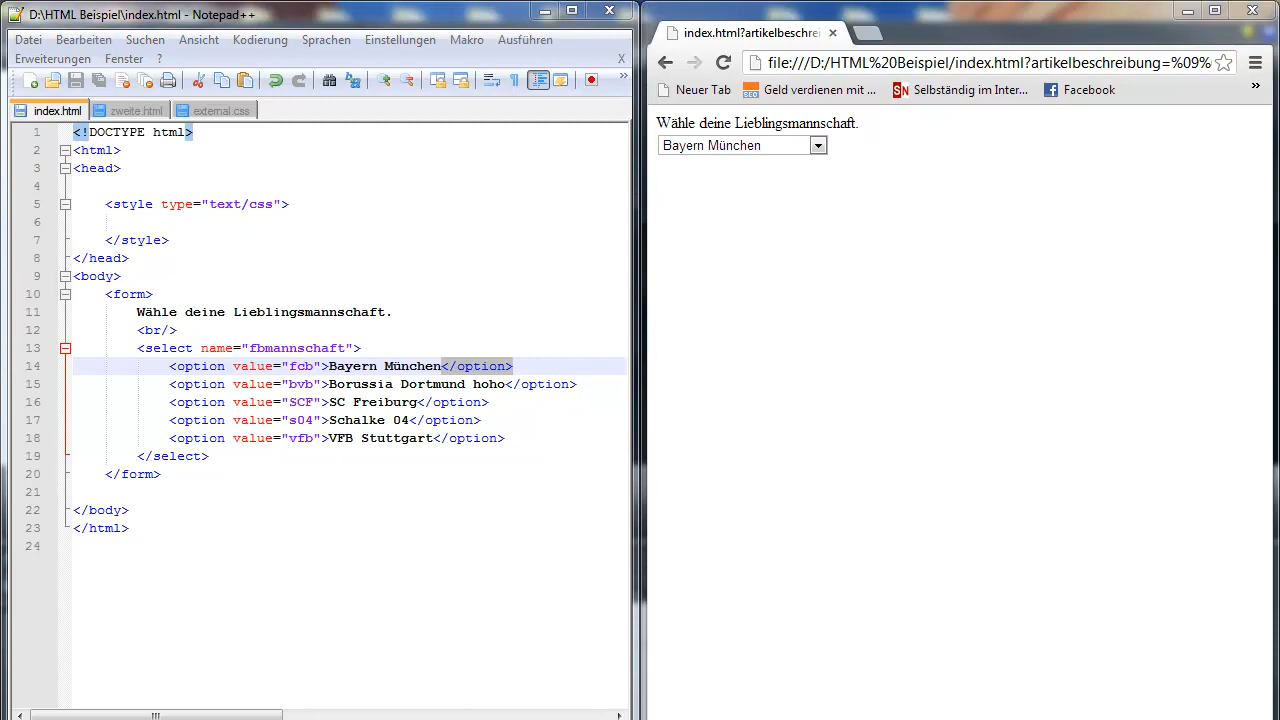 D:\HTML Beispiel\index.html - Notepad++
Datei Bearbeiten Suchen Ansicht Kodierung Sprachen Einstellungen Makro Ausführen
Erweiterungen Fenster ? X
index.html zweite.html external.css
1 <!DOCTYPE html>
2 <html>
3 <head>
4
5 <style type="text/css">
6
7 </style>
8 </head>
9 <body>
10 <form>
11 Wähle deine Lieblingsmannschaft.
12 <br/>
13 <select name="fbmannschaft">
14 <option value="fcb">Bayern München</option>
15 <option value="bvb">Borussia Dortmund hoho</option>
16 <option value="SCF">SC Freiburg</option>
17 <option value="s04">Schalke 04</option>
18 <option value="vfb">VFB Stuttgart</option>
19 </select>
20 </form>
21
22 </body>
23 </html>
24
index.html?artikelbeschrei
file:///D:/HTML%20Beispiel/index.html?artikelbeschreibung=%09%
Neuer Tab SEO Geld verdienen mit ... SN Selbständig im Inter... Facebook »
Wähle deine Lieblingsmannschaft.
Bayern München